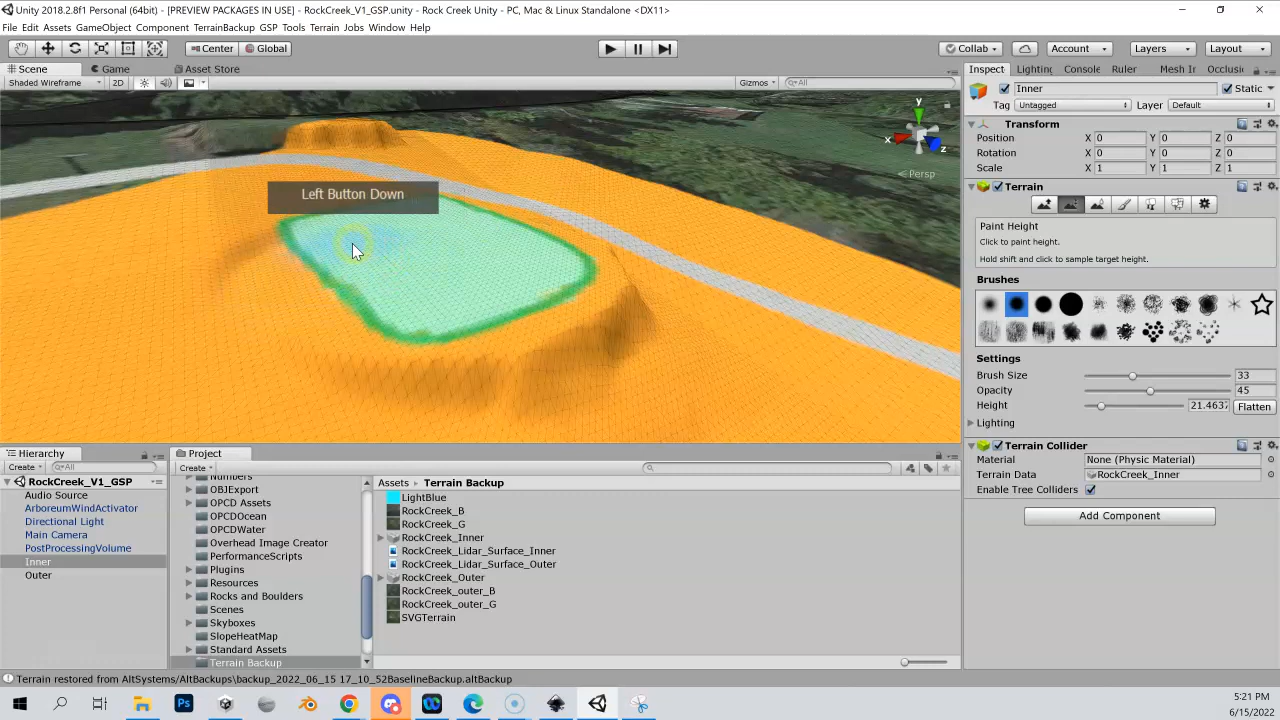 Unity 2018.2.8f1 Personal (64bit) - [PREVIEW PACKAGES IN USE] - RockCreek_V1_GSP.unity - Rock Creek Unity - PC, Mac & Linux Standalone <DX11>
File Edit Assets GameObject Component TerrainBackup GSP Tools Terrain Jobs Window Help
Center Global Collab Account Layers Layout
Scene Game Asset Store
Shaded Wireframe 2D Gizmos All
Left Button Down
y
x
z
Persp
Inspect Lighting Console Ruler Mesh Ir Occlusi
Inner Static
Tag Untagged Layer Default
Transform
Position X 0 Y 0 Z 0
Rotation X 0 Y 0 Z 0
Scale X 1 Y 1 Z 1
Terrain
Paint Height
Click to paint height.
Hold shift and click to sample target height.
Brushes
Settings
Brush Size 33
Opacity 45
Height 21.4637 Flatten
Lighting
Terrain Collider
Material None (Physic Material)
Terrain Data RockCreek_Inner
Enable Tree Colliders
Add Component
Hierarchy
Create All
RockCreek_V1_GSP
Audio Source
ArboreumWindActivator
Directional Light
Main Camera
PostProcessingVolume
Inner
Outer
Project
Create
Numbers
OBJExport
OPCD Assets
OPCDOcean
OPCDWater
Overhead Image Creator
PerformanceScripts
Plugins
Resources
Rocks and Boulders
Scenes
Skyboxes
SlopeHeatMap
Standard Assets
Terrain Backup
Assets Terrain Backup
LightBlue
RockCreek_B
RockCreek_G
RockCreek_Inner
RockCreek_Lidar_Surface_Inner
RockCreek_Lidar_Surface_Outer
RockCreek_Outer
RockCreek_outer_B
RockCreek_outer_G
SVGTerrain
Terrain restored from AltSystems/AltBackups\backup_2022_06_15 17_10_52BaselineBackup.altBackup
Ps
5:21 PM
6/15/2022